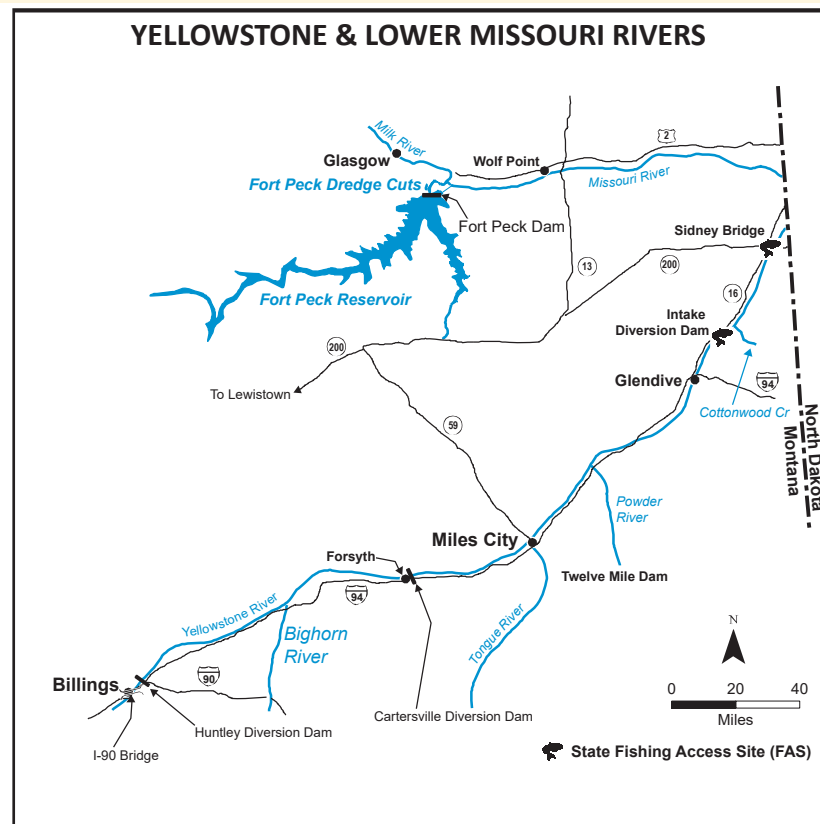 YELLOWSTONE & LOWER MISSOURI RIVERS
Milk River
Glasgow
Wolf Point
2
Missouri River
Fort Peck Dredge Cuts
Fort Peck Dam
Sidney Bridge
Fort Peck Reservoir
13
200
16
Intake
Diversion Dam
200
To Lewistown
Glendive
94
Cottonwood Cr
North Dakota
Montana
59
Powder
River
Miles City
Twelve Mile Dam
Forsyth
94
Yellowstone River
Bighorn
River
Tongue River
N
90
Billings
0 20 40
Miles
Cartersville Diversion Dam
Huntley Diversion Dam
I-90 Bridge
State Fishing Access Site (FAS)